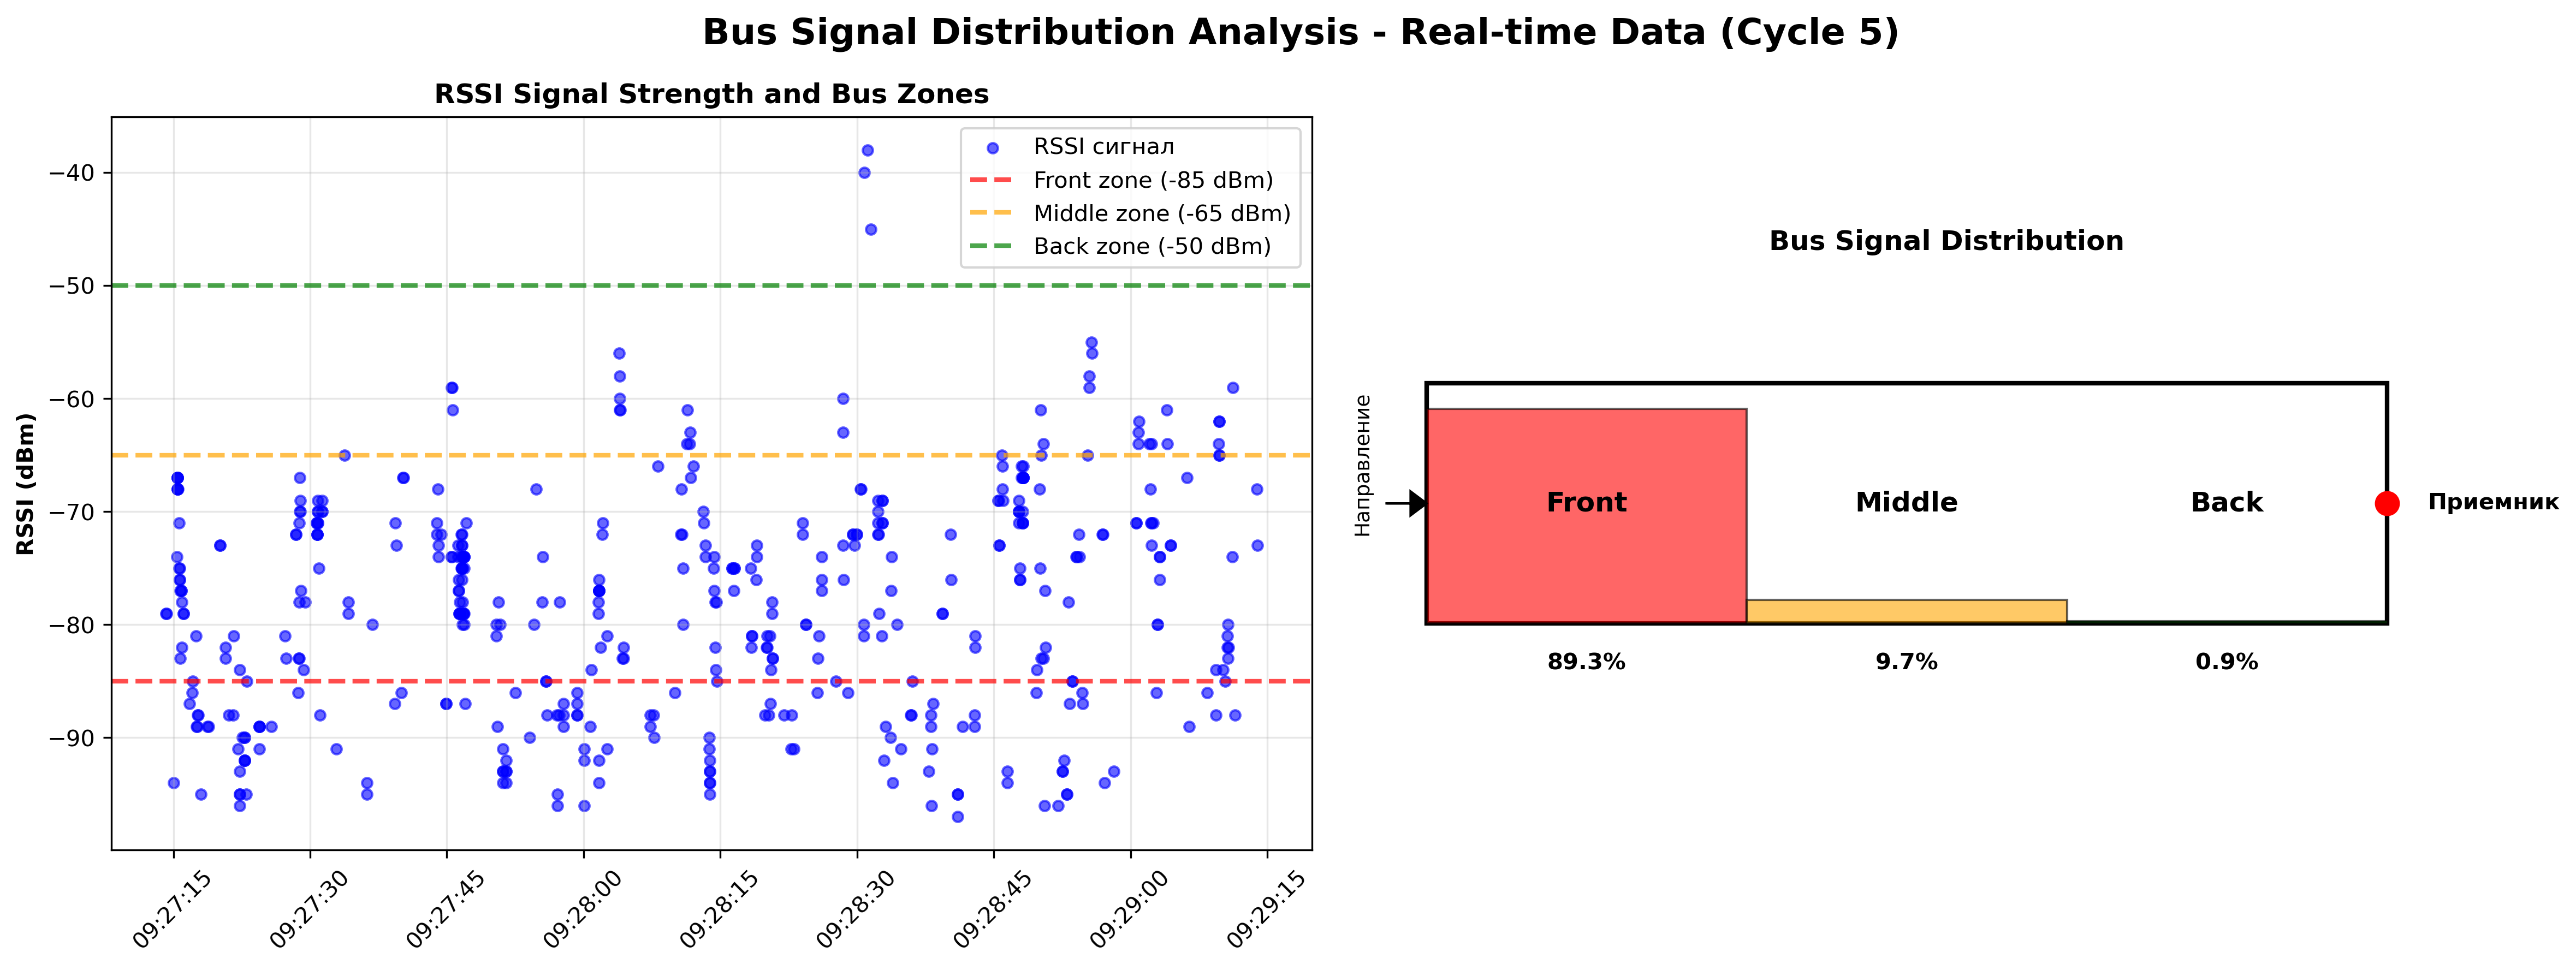 Bus Signal Distribution Analysis - Real-time Data (Cycle 5)
RSSI Signal Strength and Bus Zones
RSSI (dBm)
−40
−50
−60
−70
−80
−90
RSSI сигнал
Front zone (-85 dBm)
Middle zone (-65 dBm)
Back zone (-50 dBm)
09:27:15
09:27:30
09:27:45
09:28:00
09:28:15
09:28:30
09:28:45
09:29:00
09:29:15
Bus Signal Distribution
Направление
Front
Middle
Back
Приемник
89.3%
9.7%
0.9%